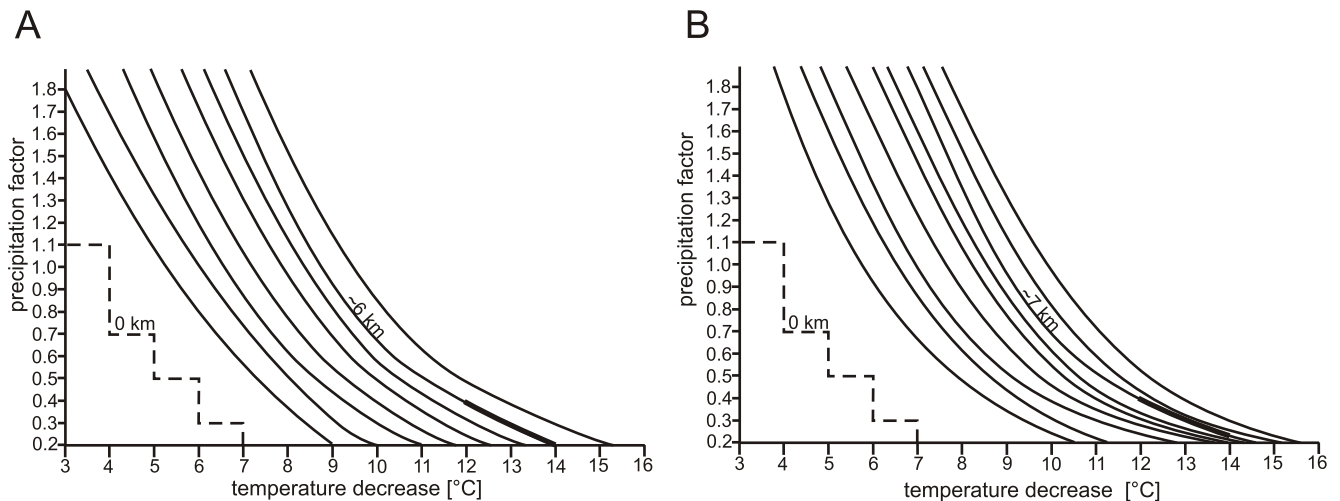 A
precipitation factor
1.8
1.7
1.6
1.5
1.4
1.3
1.2
1.1
1.0
0.9
0.8
0.7
0.6
0.5
0.4
0.3
0.2
0 km
~6 km
3 4 5 6 7 8 9 10 11 12 13 14 15 16
temperature decrease [°C]
B
precipitation factor
1.8
1.7
1.6
1.5
1.4
1.3
1.2
1.1
1.0
0.9
0.8
0.7
0.6
0.5
0.4
0.3
0.2
0 km
~7 km
3 4 5 6 7 8 9 10 11 12 13 14 15 16
temperature decrease [°C]